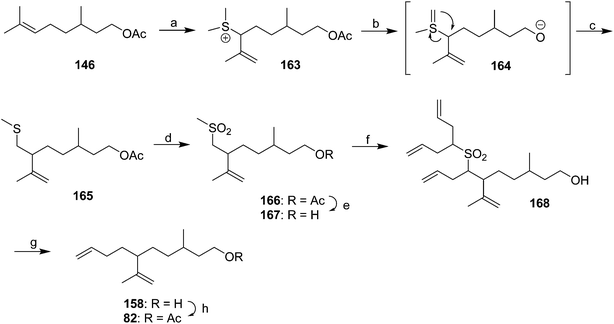 a b c
S ⊕ S ⊖
OAc OAc O
146 163 164
S d SO2 f
OAc OR SO2 OH
165 166: R = Ac
167: R = H e 168
g
OR
158: R = H h
82: R = Ac